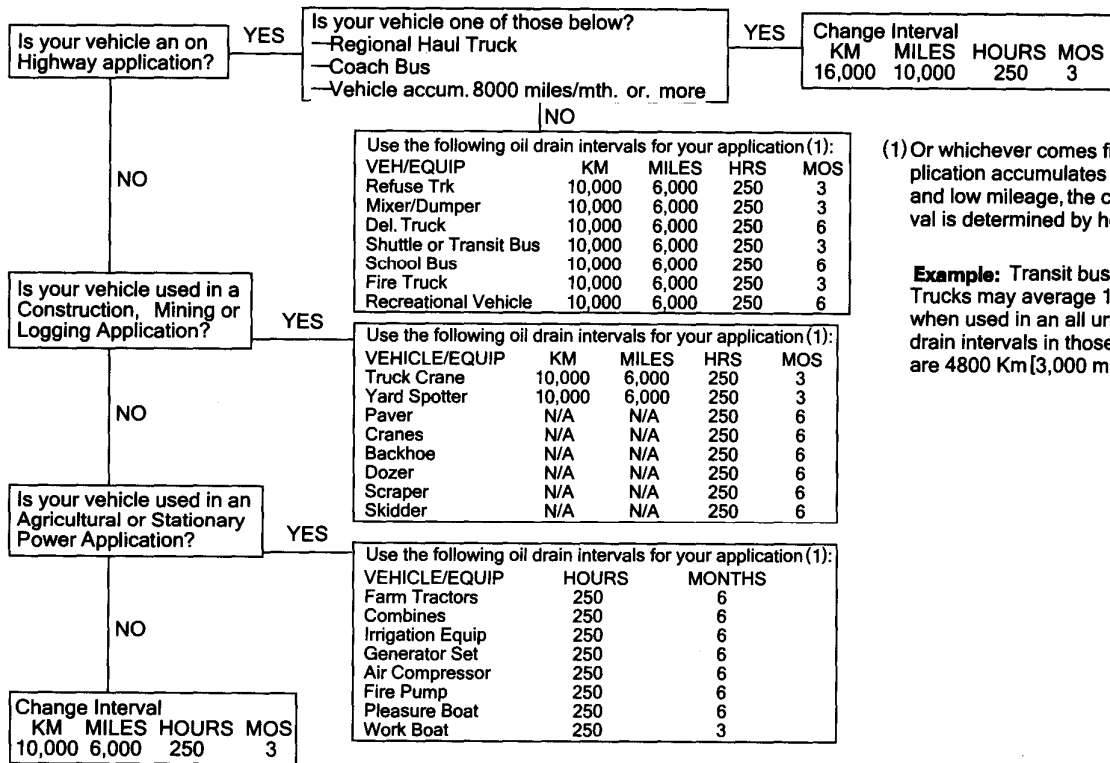 Is your vehicle an on
Highway application?
YES
Is your vehicle one of those below?
—Regional Haul Truck
—Coach Bus
—Vehicle accum. 8000 miles/mth. or. more
YES
Change Interval
KM MILES HOURS MOS
16,000 10,000 250 3
NO
NO
Use the following oil drain intervals for your application (1):
VEH/EQUIP KM MILES HRS MOS
Refuse Trk 10,000 6,000 250 3
Mixer/Dumper 10,000 6,000 250 3
Del. Truck 10,000 6,000 250 6
Shuttle or Transit Bus 10,000 6,000 250 3
School Bus 10,000 6,000 250 6
Fire Truck 10,000 6,000 250 3
Recreational Vehicle 10,000 6,000 250 6
(1) Or whichever comes fi
plication accumulates
and low mileage, the c
val is determined by h
Example: Transit bus
Trucks may average 1
when used in an all ur
drain intervals in those
are 4800 Km [3,000 m
Is your vehicle used in a
Construction, Mining or
Logging Application?
YES
NO
Use the following oil drain intervals for your application (1):
VEHICLE/EQUIP KM MILES HRS MOS
Truck Crane 10,000 6,000 250 3
Yard Spotter 10,000 6,000 250 3
Paver N/A N/A 250 6
Cranes N/A N/A 250 6
Backhoe N/A N/A 250 6
Dozer N/A N/A 250 6
Scraper N/A N/A 250 6
Skidder N/A N/A 250 6
Is your vehicle used in an
Agricultural or Stationary
Power Application?
YES
NO
Use the following oil drain intervals for your application (1):
VEHICLE/EQUIP HOURS MONTHS
Farm Tractors 250 6
Combines 250 6
Irrigation Equip 250 6
Generator Set 250 6
Air Compressor 250 6
Fire Pump 250 6
Pleasure Boat 250 6
Work Boat 250 3
Change Interval
KM MILES HOURS MOS
10,000 6,000 250 3